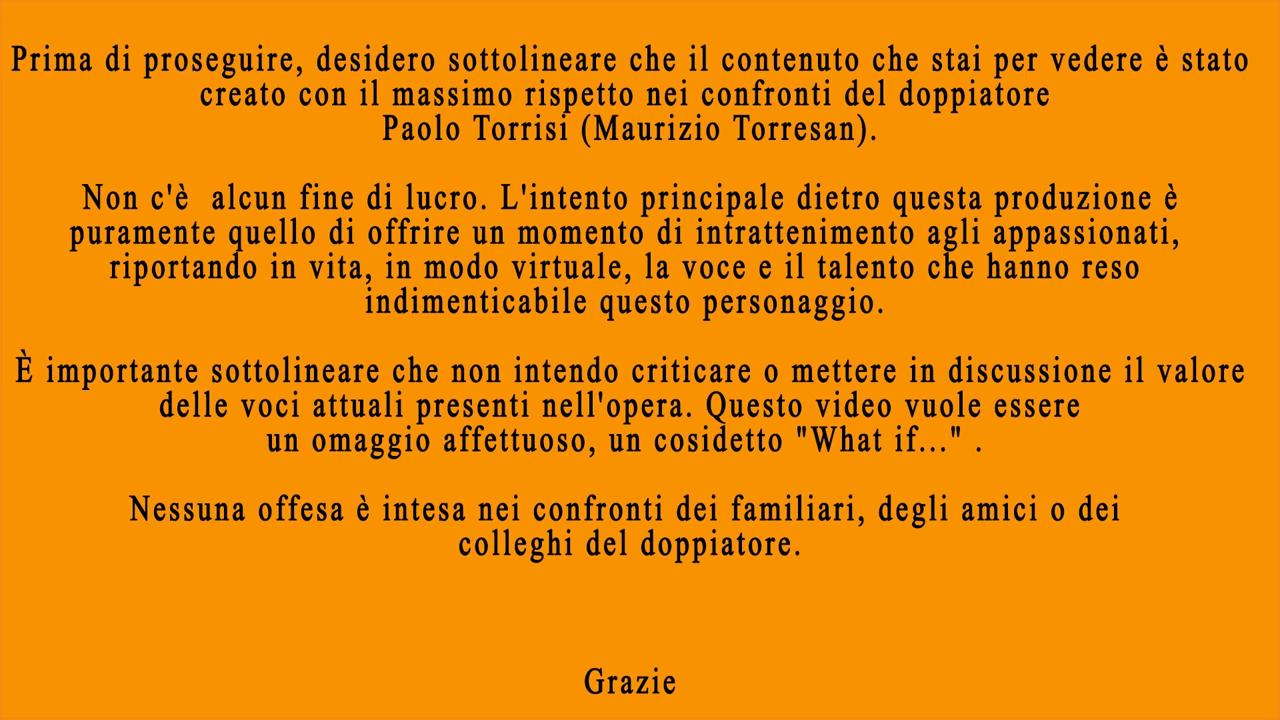 Prima di proseguire, desidero sottolineare che il contenuto che stai per vedere è stato
creato con il massimo rispetto nei confronti del doppiatore
Paolo Torrisi (Maurizio Torresan).
Non c'è  alcun fine di lucro. L'intento principale dietro questa produzione è
puramente quello di offrire un momento di intrattenimento agli appassionati,
riportando in vita, in modo virtuale, la voce e il talento che hanno reso
indimenticabile questo personaggio.
È importante sottolineare che non intendo criticare o mettere in discussione il valore
delle voci attuali presenti nell'opera. Questo video vuole essere
un omaggio affettuoso, un cosidetto "What if..." .
Nessuna offesa è intesa nei confronti dei familiari, degli amici o dei
colleghi del doppiatore.
Grazie